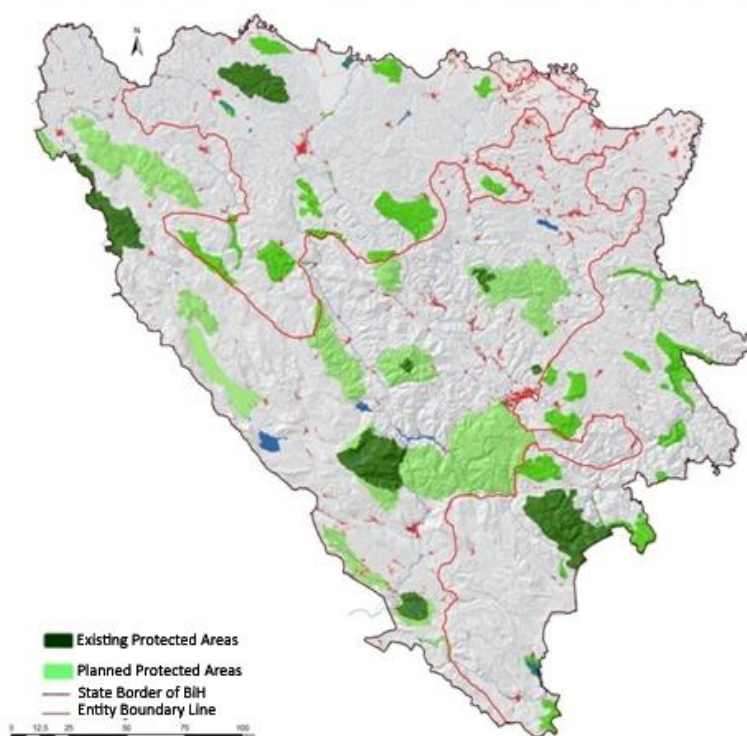 N
Existing Protected Areas
Planned Protected Areas
State Border of BiH
Entity Boundary Line
0 12,5 25 50 75 100